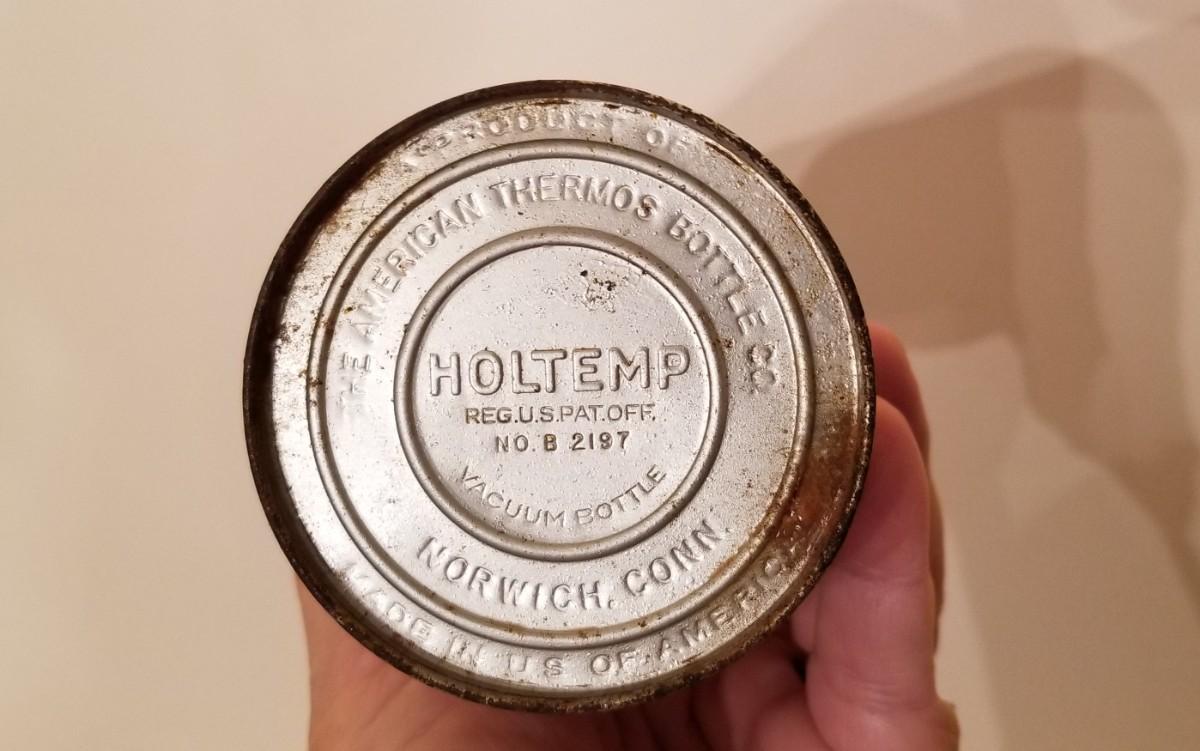 A PRODUCT OF
THE AMERICAN THERMOS BOTTLE CO.
HOLTEMP
REG.U.S.PAT.OFF.
NO. B 2197
VACUUM BOTTLE
NORWICH, CONN.
MADE IN U S OF AMERICA